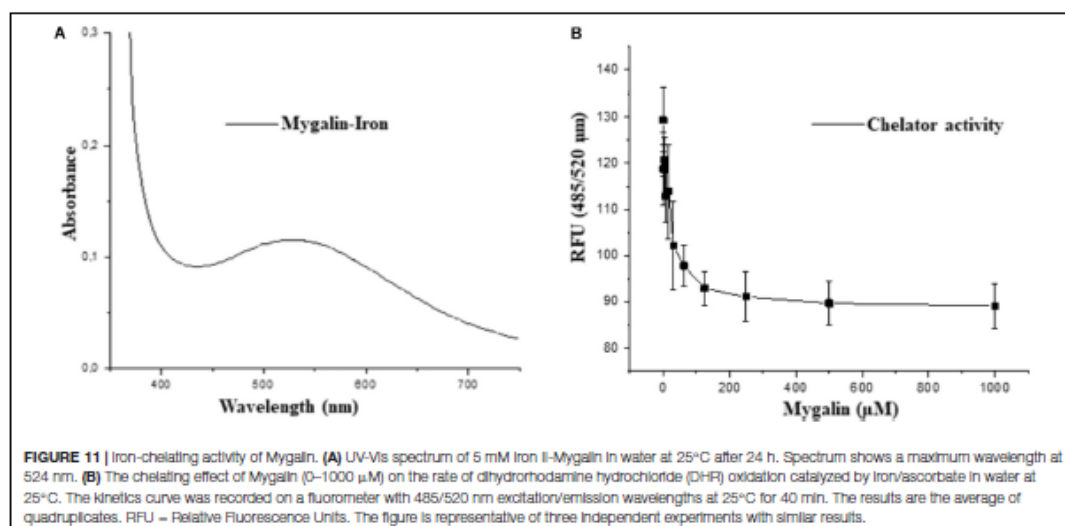 A
0,3
0,2
0,1
0,0
Absorbance
Mygalin-Iron
400
500
600
700
Wavelength (nm)
B
140
130
120
110
100
90
80
RFU (485/520 µm)
Chelator activity
0
200
400
600
800
1000
Mygalin (µM)
FIGURE 11 | Iron-chelating activity of Mygalin. (A) UV-Vis spectrum of 5 mM Iron II-Mygalin in water at 25°C after 24 h. Spectrum shows a maximum wavelength at
524 nm. (B) The chelating effect of Mygalin (0–1000 µM) on the rate of dihydrorhodamine hydrochloride (DHR) oxidation catalyzed by iron/ascorbate in water at
25°C. The kinetics curve was recorded on a fluorometer with 485/520 nm excitation/emission wavelengths at 25°C for 40 min. The results are the average of
quadruplicates. RFU – Relative Fluorescence Units. The figure is representative of three independent experiments with similar results.